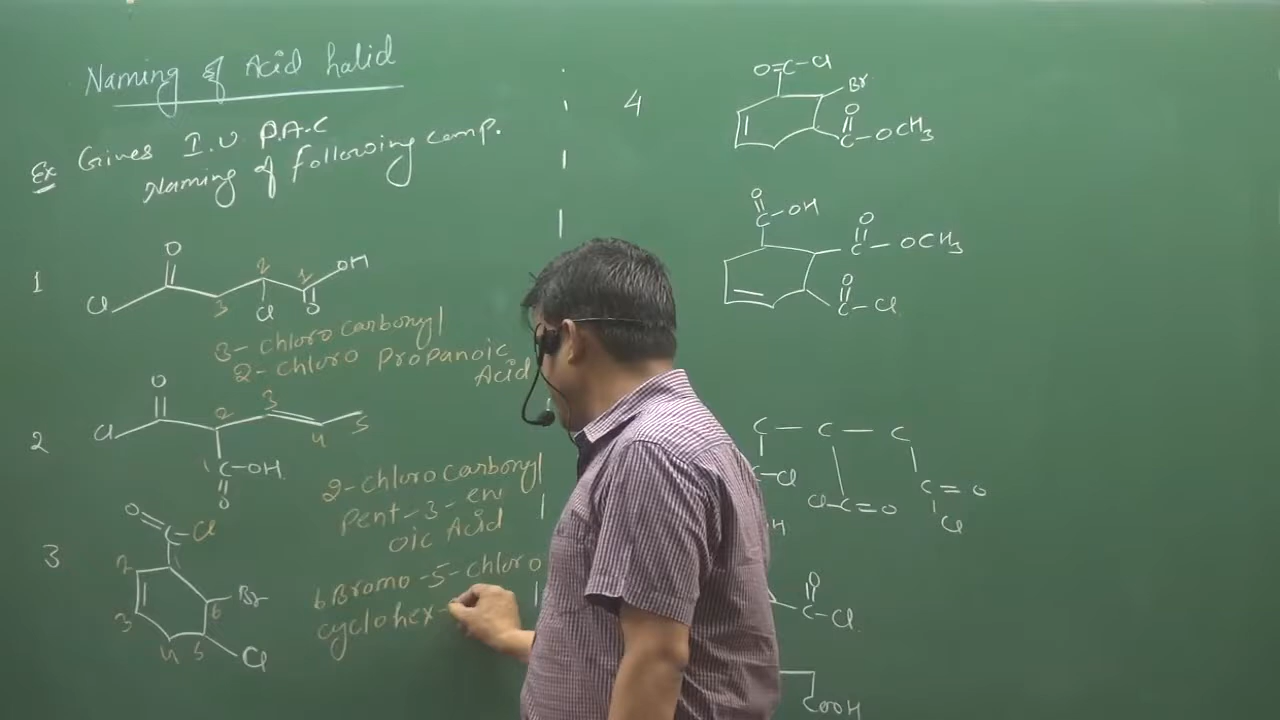 Naming of Acid halid
Ex Gives I.U.P.A.C
Naming of following comp.
1
O
Cl 3 2 1 OH
Cl O
3- chloro carbonyl
2- chloro Propanoic
Acid
2
O
Cl 2 3 4 5
1 C-OH
O
2-chloro carbonyl
Pent-3-en
oic Acid
3
O C-Cl
1 2 3 4 5 6
Br
Cl
6 Bromo -5- chloro
cyclohex-
4
O=C-Cl
Br
O
C-OCH3
O
C-OH
O
C- OCH3
O
C-Cl
C - C - C
C-Cl
Cl-C=O
C=O
Cl
H
O
C-Cl
COOH